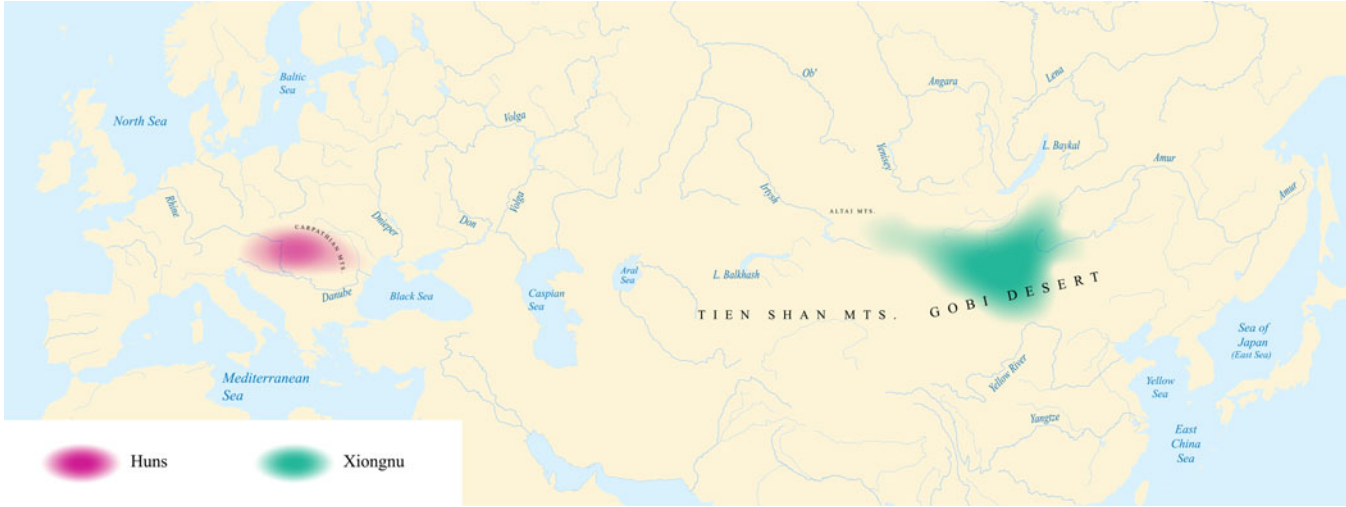 Baltic
Sea
North Sea
Volga
Ob'
Angara
Lena
L. Baykal
Amur
Yenisey
Rhine
Dnieper
Don
Volga
Irtysh
ALTAI MTS.
Amur
CARPATHIAN MTS.
Danube
Black Sea
Caspian
Sea
Aral
Sea
L. Balkhash
TIEN SHAN MTS.
GOBI DESERT
Sea of
Japan
(East Sea)
Mediterranean
Sea
Yellow River
Yellow
Sea
Yangtze
East
China
Sea
Huns
Xiongnu